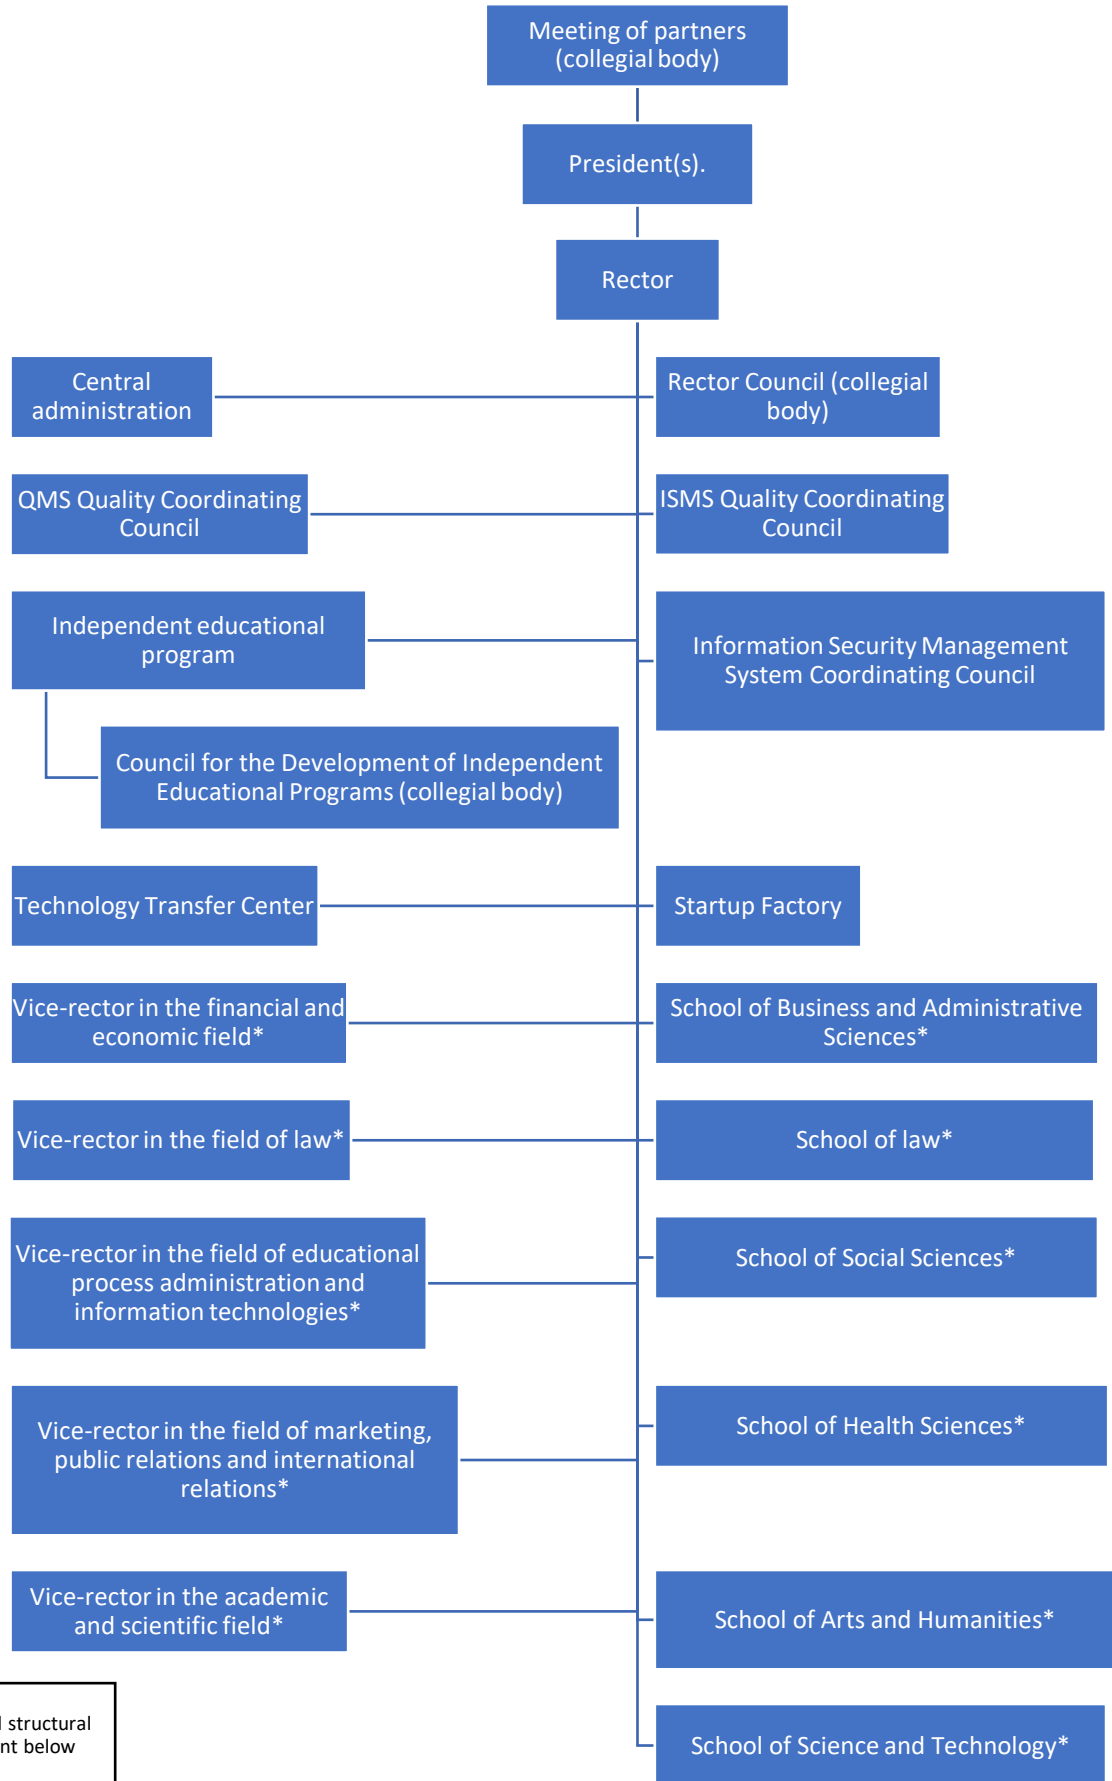 Meeting of partners
(collegial body)
President(s).
Rector
Central
administration
Rector Council (collegial
body)
QMS Quality Coordinating
Council
ISMS Quality Coordinating
Council
Independent educational
program
Information Security Management
System Coordinating Council
Council for the Development of Independent
Educational Programs (collegial body)
Technology Transfer Center
Startup Factory
Vice-rector in the financial and
economic field*
School of Business and Administrative
Sciences*
Vice-rector in the field of law*
School of law*
Vice-rector in the field of educational
process administration and
information technologies*
School of Social Sciences*
Vice-rector in the field of marketing,
public relations and international
relations*
School of Health Sciences*
Vice-rector in the academic
and scientific field*
School of Arts and Humanities*
structural
below
School of Science and Technology*